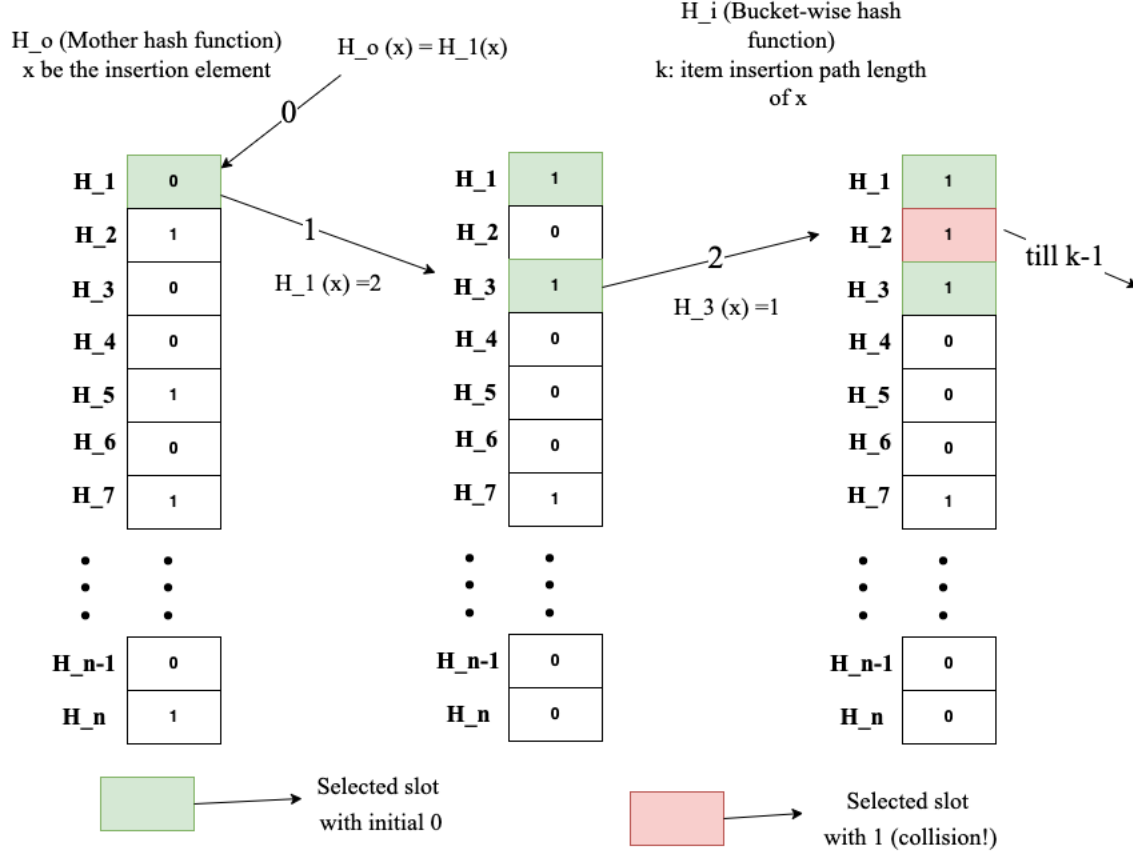 H_o (Mother hash function)
x be the insertion element
H_o (x) = H_1(x)
H_i (Bucket-wise hash
function)
k: item insertion path length
of x
0
H_1 0
H_2 1
H_3 0
H_4 0
H_5 1
H_6 0
H_7 1
H_n-1 0
H_n 1
1
H_1 (x) =2
H_1 1
H_2 0
H_3 1
H_4 0
H_5 0
H_6 0
H_7 1
H_n-1 0
H_n 0
2
H_3 (x) =1
H_1 1
H_2 1
H_3 1
H_4 0
H_5 0
H_6 0
H_7 1
H_n-1 0
H_n 0
till k-1
Selected slot
with initial 0
Selected slot
with 1 (collision!)